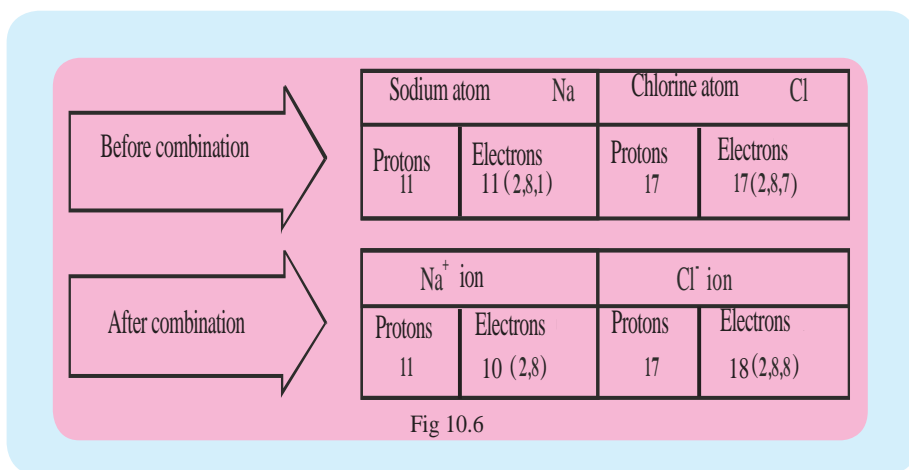 Before combination
Sodium atom Na Chlorine atom Cl
Protons Electrons Protons Electrons
11 11 (2,8,1) 17 17(2,8,7)
After combination
Na⁺ ion Cl⁻ ion
Protons Electrons Protons Electrons
11 10 (2,8) 17 18(2,8,8)
Fig 10.6